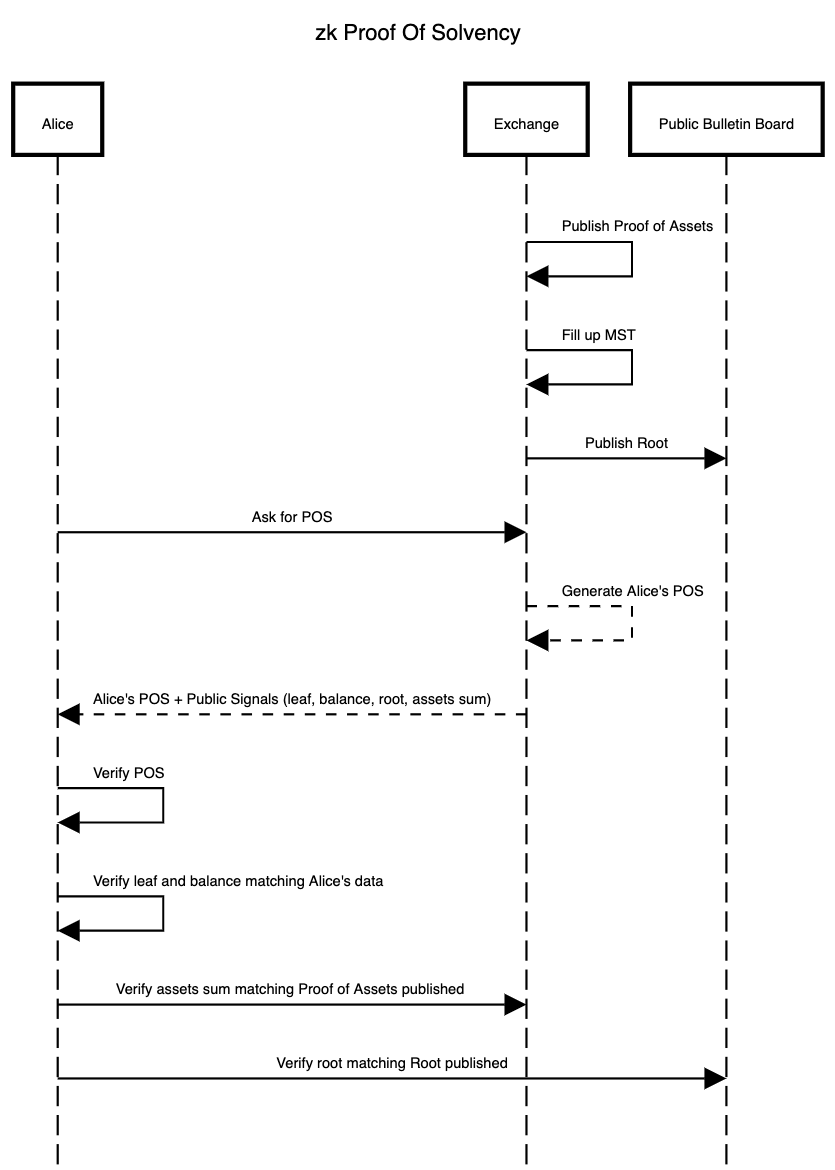 zk Proof Of Solvency
Alice
Exchange
Public Bulletin Board
Publish Proof of Assets
Fill up MST
Publish Root
Ask for POS
Generate Alice's POS
Alice's POS + Public Signals (leaf, balance, root, assets sum)
Verify POS
Verify leaf and balance matching Alice's data
Verify assets sum matching Proof of Assets published
Verify root matching Root published